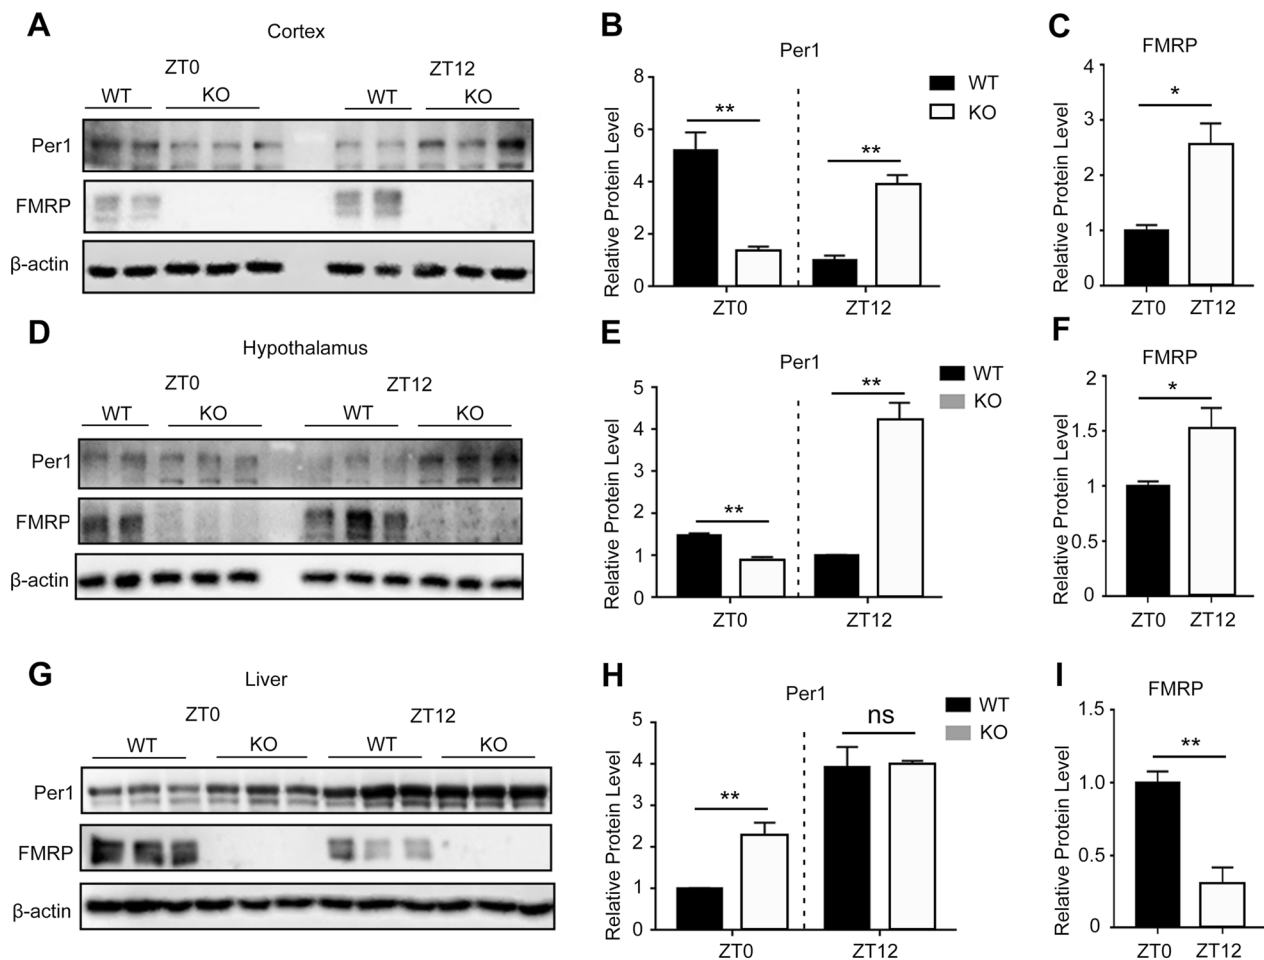 A
Cortex
ZT0
ZT12
WT
KO
WT
KO
Per1
FMRP
β-actin
B
Per1
WT
KO
Relative Protein Level
8
6
4
2
0
**
**
ZT0
ZT12
C
FMRP
Relative Protein Level
4
3
2
1
0
*
ZT0
ZT12
D
Hypothalamus
ZT0
ZT12
WT
KO
WT
KO
Per1
FMRP
β-actin
E
Per1
WT
KO
Relative Protein Level
5
4
3
2
1
0
**
**
ZT0
ZT12
F
FMRP
Relative Protein Level
2
1.5
1
0.5
0
*
ZT0
ZT12
G
Liver
ZT0
ZT12
WT
KO
WT
KO
Per1
FMRP
β-actin
H
Per1
WT
KO
Relative Protein Level
5
4
3
2
1
0
**
ns
ZT0
ZT12
I
FMRP
Relative Protein Level
1.5
1.0
0.5
0
**
ZT0
ZT12